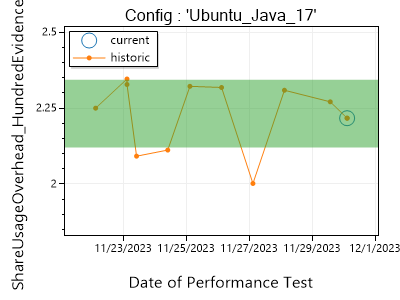 Config : 'Ubuntu_Java_17'
current
historic
ShareUsageOverhead_HundredEvidence
2.5
2.25
2
11/23/2023
11/25/2023
11/27/2023
11/29/2023
12/1/2023
Date of Performance Test